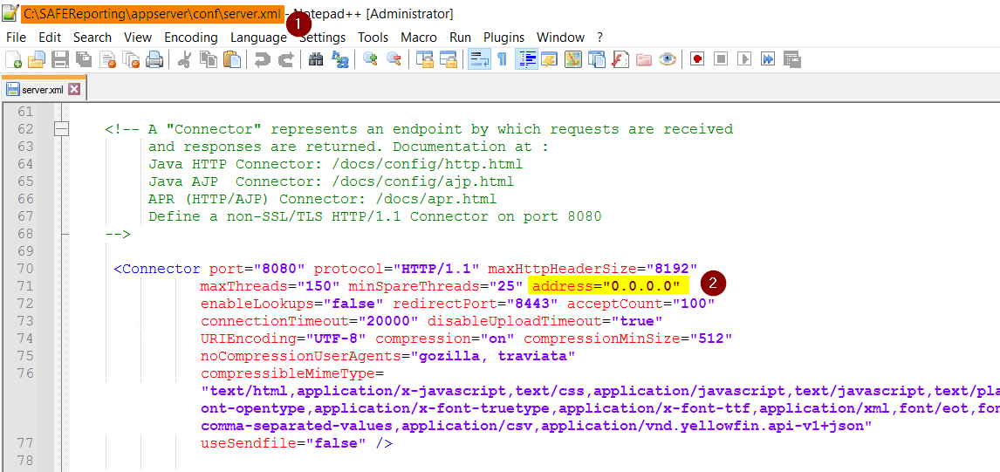 C:\SAFEReporting\appserver\conf\server.xml - Notepad++ [Administrator]
1
File Edit Search View Encoding Language Settings Tools Macro Run Plugins Window ?
server.xml
61
62 <!-- A "Connector" represents an endpoint by which requests are received
63 and responses are returned. Documentation at :
64 Java HTTP Connector: /docs/config/http.html
65 Java AJP  Connector: /docs/config/ajp.html
66 APR (HTTP/AJP) Connector: /docs/apr.html
67 Define a non-SSL/TLS HTTP/1.1 Connector on port 8080
68 -->
69
70 <Connector port="8080" protocol="HTTP/1.1" maxHttpHeaderSize="8192"
71 maxThreads="150" minSpareThreads="25" address="0.0.0.0" 2
72 enableLookups="false" redirectPort="8443" acceptCount="100"
73 connectionTimeout="20000" disableUploadTimeout="true"
74 URIEncoding="UTF-8" compression="on" compressionMinSize="512"
75 noCompressionUserAgents="gozilla, traviata"
76 compressibleMimeType=
"text/html,application/x-javascript,text/css,application/javascript,text/javascript,text/pla
ont-opentype,application/x-font-truetype,application/x-font-ttf,application/xml,font/eot,fon
comma-separated-values,application/csv,application/vnd.yellowfin.api-v1+json"
77 useSendfile="false" />
78